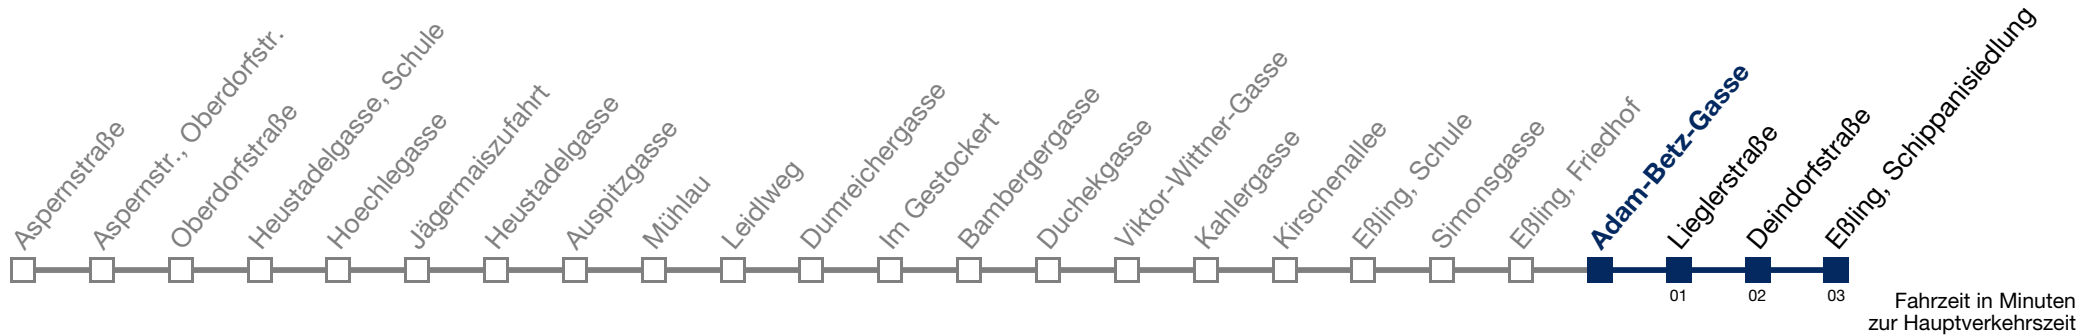 Aspernstraße
Aspernstr., Oberdorfstr.
Oberdorfstraße
Heustadelgasse, Schule
Hoechlegasse
Jägermaiszufahrt
Heustadelgasse
Auspitzgasse
Mühlau
Leidlweg
Dumreichergasse
Im Gestockert
Bambergergasse
Duchekgasse
Viktor-Wittner-Gasse
Kahlergasse
Kirschenallee
Eßling, Schule
Simonsgasse
Eßling, Friedhof
Adam-Betz-Gasse
Lieglerstraße
Deindorfstraße
Eßling, Schippanisiedlung
01
02
03
Fahrzeit in Minuten
zur Hauptverkehrszeit